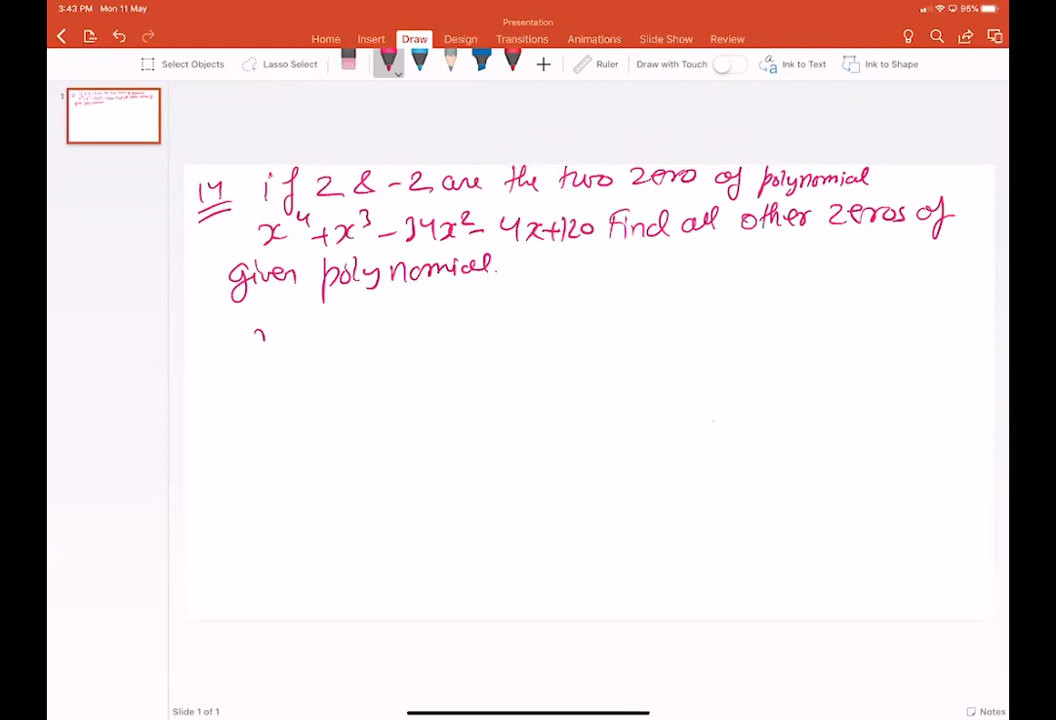 3:43 PM Mon 11 May
95%
Presentation
Home Insert Draw Design Transitions Animations Slide Show Review
Select Objects Lasso Select Ruler Draw with Touch Ink to Text Ink to Shape
1
14 if 2 & -2 are the two zero of polynomial
x⁴+x³-34x²-4x+120 Find all other zeros of
given polynomial.
Slide 1 of 1
Notes